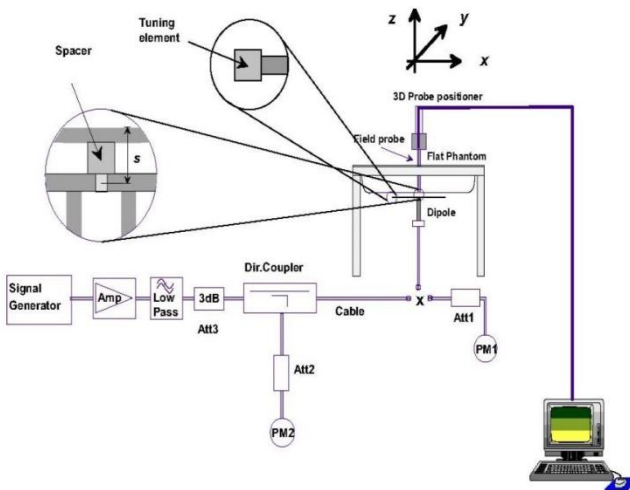 Tuning
element
Spacer
s
z
y
x
3D Probe positioner
Field probe
Flat Phantom
Dipole
Dir.Coupler
Signal
Generator
Amp
Low
Pass
3dB
Att3
Cable
X
Att1
PM1
Att2
PM2